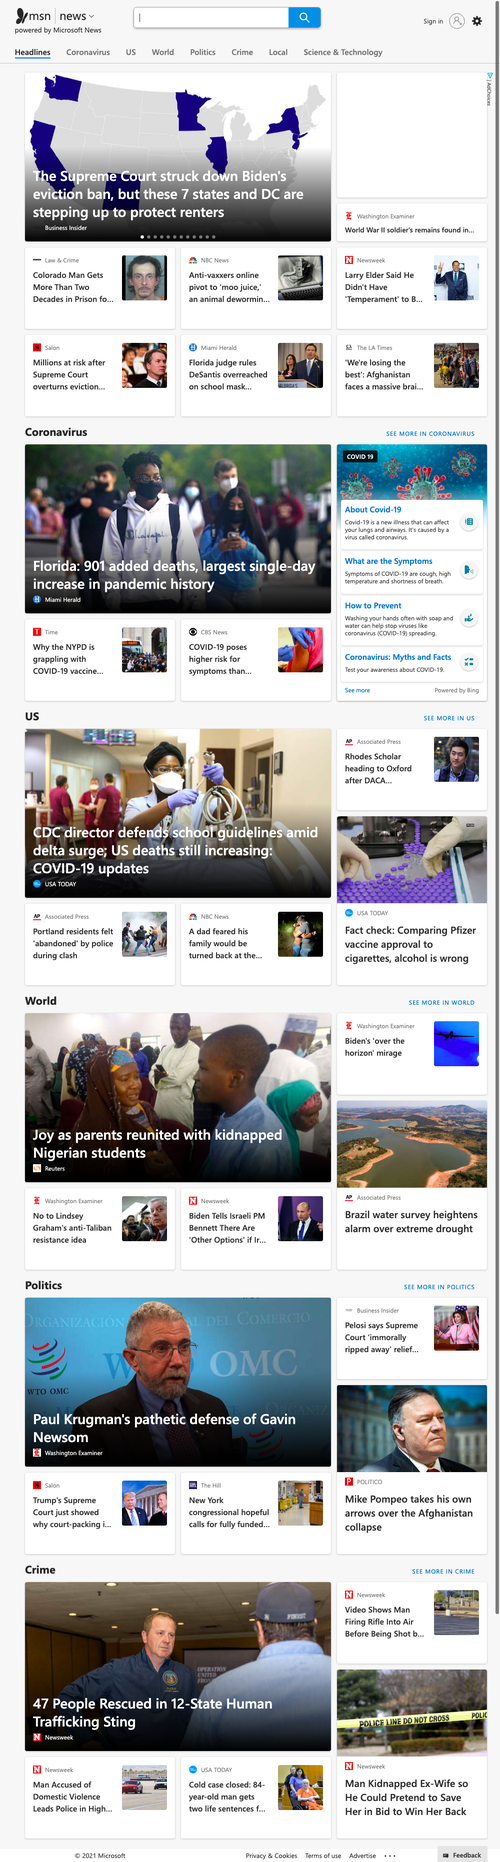 msn news
powered by Microsoft News
Sign in
Headlines Coronavirus US World Politics Crime Local Science & Technology
The Supreme Court struck down Biden's
eviction ban, but these 7 states and DC are
stepping up to protect renters
Business Insider
AdChoices
Washington Examiner
World War II soldier's remains found in...
Law & Crime
Colorado Man Gets
More Than Two
Decades in Prison fo...
NBC News
Anti-vaxxers online
pivot to 'moo juice,'
an animal dewormin...
Newsweek
Larry Elder Said He
Didn't Have
'Temperament' to B...
Salon
Millions at risk after
Supreme Court
overturns eviction...
Miami Herald
Florida judge rules
DeSantis overreached
on school mask...
The LA Times
'We're losing the
best': Afghanistan
faces a massive brai...
Coronavirus
SEE MORE IN CORONAVIRUS
Florida: 901 added deaths, largest single-day
increase in pandemic history
Miami Herald
COVID 19
About Covid-19
Covid-19 is a new illness that can affect
your lungs and airways. It's caused by a
virus called coronavirus.
What are the Symptoms
Symptoms of COVID-19 are cough, high
temperature and shortness of breath.
How to Prevent
Washing your hands often with soap and
water can help stop viruses like
coronavirus (COVID-19) spreading.
Coronavirus: Myths and Facts
Test your awareness about COVID-19.
See more
Powered by Bing
Time
Why the NYPD is
grappling with
COVID-19 vaccine...
CBS News
COVID-19 poses
higher risk for
symptoms than...
US
SEE MORE IN US
CDC director defends school guidelines amid
delta surge; US deaths still increasing:
COVID-19 updates
USA TODAY
AP Associated Press
Rhodes Scholar
heading to Oxford
after DACA...
USA TODAY
Fact check: Comparing Pfizer
vaccine approval to
cigarettes, alcohol is wrong
AP Associated Press
Portland residents felt
'abandoned' by police
during clash
NBC News
A dad feared his
family would be
turned back at the...
World
SEE MORE IN WORLD
Joy as parents reunited with kidnapped
Nigerian students
Reuters
Washington Examiner
Biden's 'over the
horizon' mirage
AP Associated Press
Brazil water survey heightens
alarm over extreme drought
Washington Examiner
No to Lindsey
Graham's anti-Taliban
resistance idea
Newsweek
Biden Tells Israeli PM
Bennett There Are
'Other Options' if Ir...
Politics
SEE MORE IN POLITICS
WTO OMC
WTO OMC
Paul Krugman's pathetic defense of Gavin
Newsom
Washington Examiner
Business Insider
Pelosi says Supreme
Court 'immorally
ripped away' relief...
POLITICO
Mike Pompeo takes his own
arrows over the Afghanistan
collapse
Salon
Trump's Supreme
Court just showed
why court-packing i...
The Hill
New York
congressional hopeful
calls for fully funded...
Crime
SEE MORE IN CRIME
47 People Rescued in 12-State Human
Trafficking Sting
Newsweek
Newsweek
Video Shows Man
Firing Rifle Into Air
Before Being Shot b...
POLICE LINE DO NOT CROSS
Newsweek
Man Kidnapped Ex-Wife so
He Could Pretend to Save
Her in Bid to Win Her Back
Newsweek
Man Accused of
Domestic Violence
Leads Police in High...
USA TODAY
Cold case closed: 84-
year-old man gets
two life sentences f...
© 2021 Microsoft
Privacy & Cookies Terms of use Advertise ...
Feedback